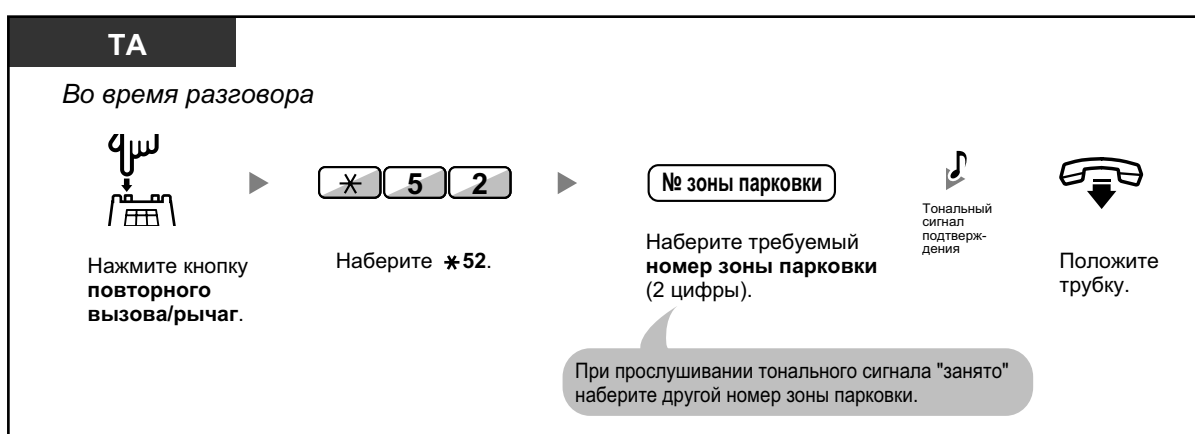 ТА
Во время разговора
Нажмите кнопку
повторного
вызова/рычаг.
* 5 2
Наберите *52.
№ зоны парковки
Наберите требуемый
номер зоны парковки
(2 цифры).
При прослушивании тонального сигнала "занято"
наберите другой номер зоны парковки.
Тональный
сигнал
подтверж-
дения
Положите
трубку.